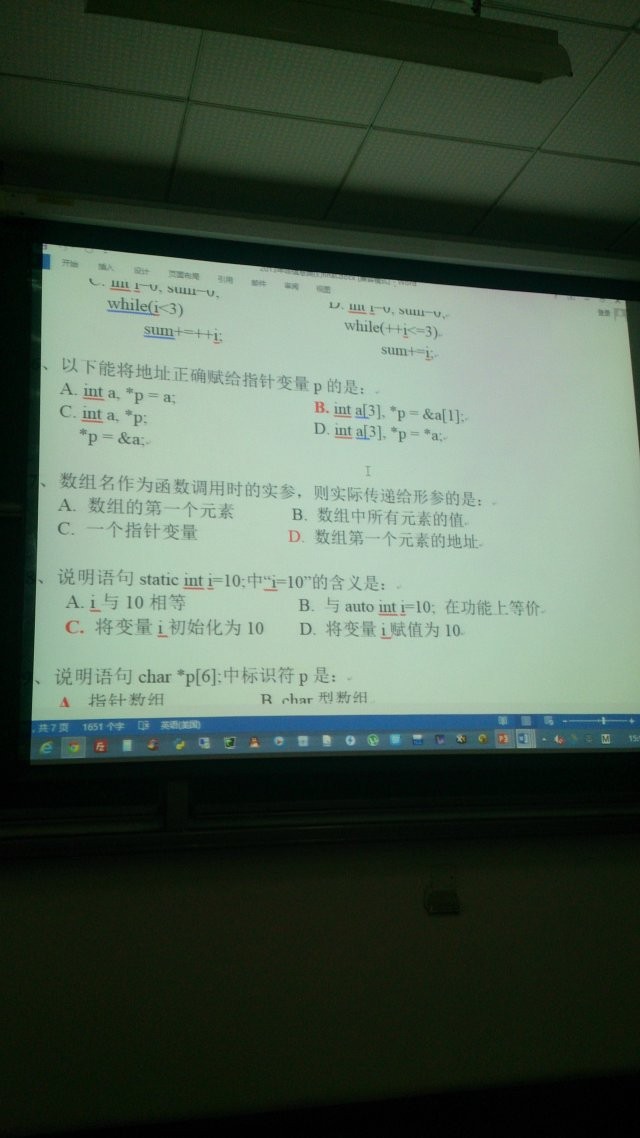 开始 插入 设计 页面布局 引用 邮件 审阅 视图
登录
C. int i=0, sum=0; D. int i=0, sum=0;
while(i<3) while(++i<=3)
sum+=++i; sum+=i;
、以下能将地址正确赋给指针变量 p 的是：
A. int a, *p = a; B. int a[3], *p = &a[1];
C. int a, *p; D. int a[3], *p = *a;
*p = &a;
、数组名作为函数调用时的实参，则实际传递给形参的是：
A. 数组的第一个元素 B. 数组中所有元素的值
C. 一个指针变量 D. 数组第一个元素的地址
、说明语句 static int i=10;中“i=10”的含义是：
A. i 与 10 相等 B. 与 auto int i=10; 在功能上等价
C. 将变量 i 初始化为 10 D. 将变量 i 赋值为 10
、说明语句 char *p[6];中标识符 p 是：
A 指针数组 B. char 型数组
共 7 页 1651 个字 英语(美国)